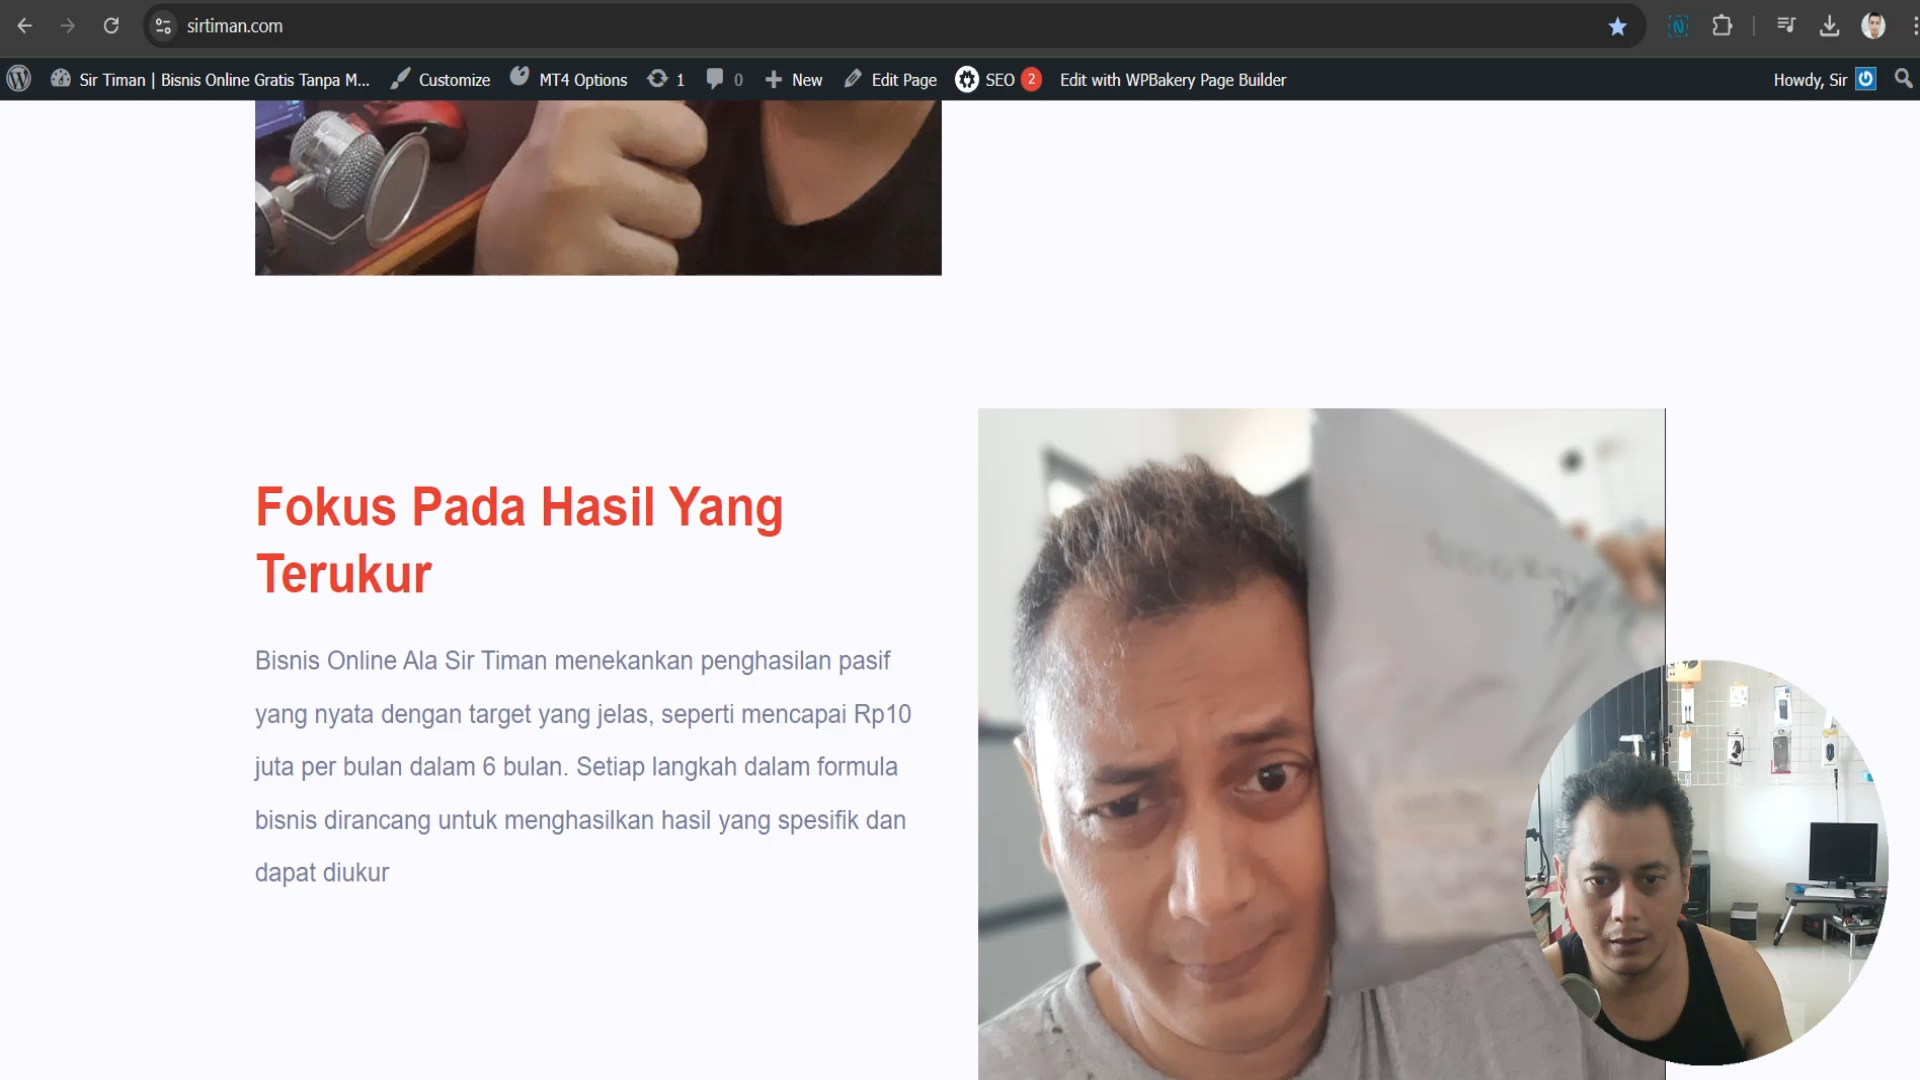 sirtiman.com
Sir Timan | Bisnis Online Gratis Tanpa M... Customize MT4 Options 1 0 New Edit Page SEO 2 Edit with WPBakery Page Builder Howdy, Sir
Fokus Pada Hasil Yang
Terukur
Bisnis Online Ala Sir Timan menekankan penghasilan pasif
yang nyata dengan target yang jelas, seperti mencapai Rp10
juta per bulan dalam 6 bulan. Setiap langkah dalam formula
bisnis dirancang untuk menghasilkan hasil yang spesifik dan
dapat diukur